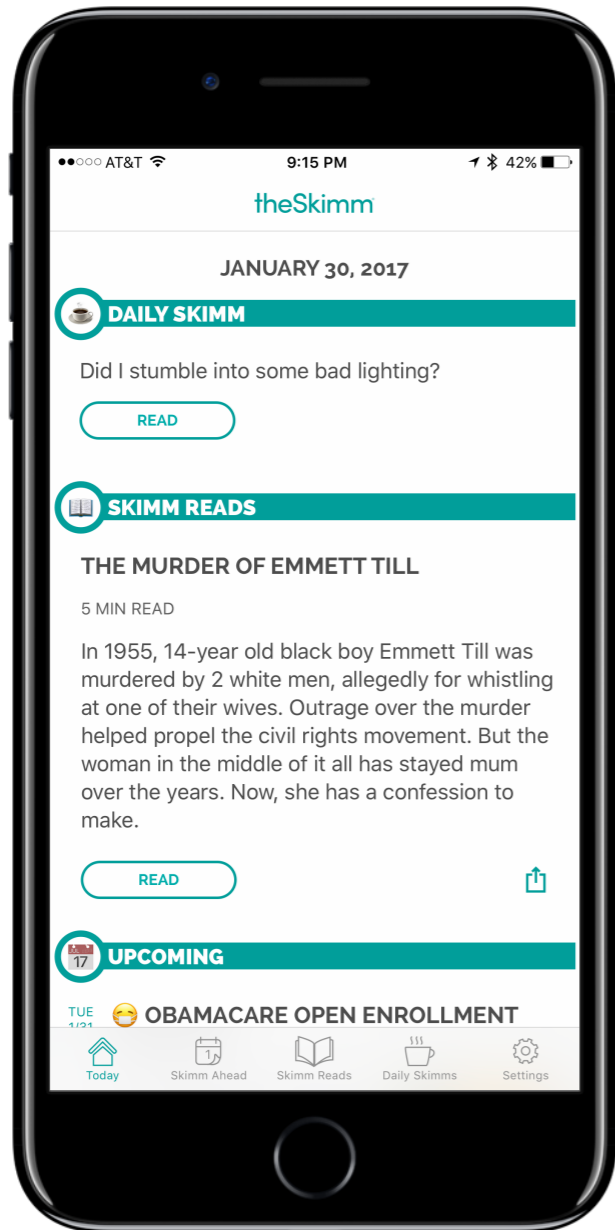 AT&T 9:15 PM 42%
theSkimm
JANUARY 30, 2017
DAILY SKIMM
Did I stumble into some bad lighting?
READ
SKIMM READS
THE MURDER OF EMMETT TILL
5 MIN READ
In 1955, 14-year old black boy Emmett Till was
murdered by 2 white men, allegedly for whistling
at one of their wives. Outrage over the murder
helped propel the civil rights movement. But the
woman in the middle of it all has stayed mum
over the years. Now, she has a confession to
make.
READ
17 UPCOMING
TUE 😷 OBAMACARE OPEN ENROLLMENT
1/31
1
Today Skimm Ahead Skimm Reads Daily Skimms Settings